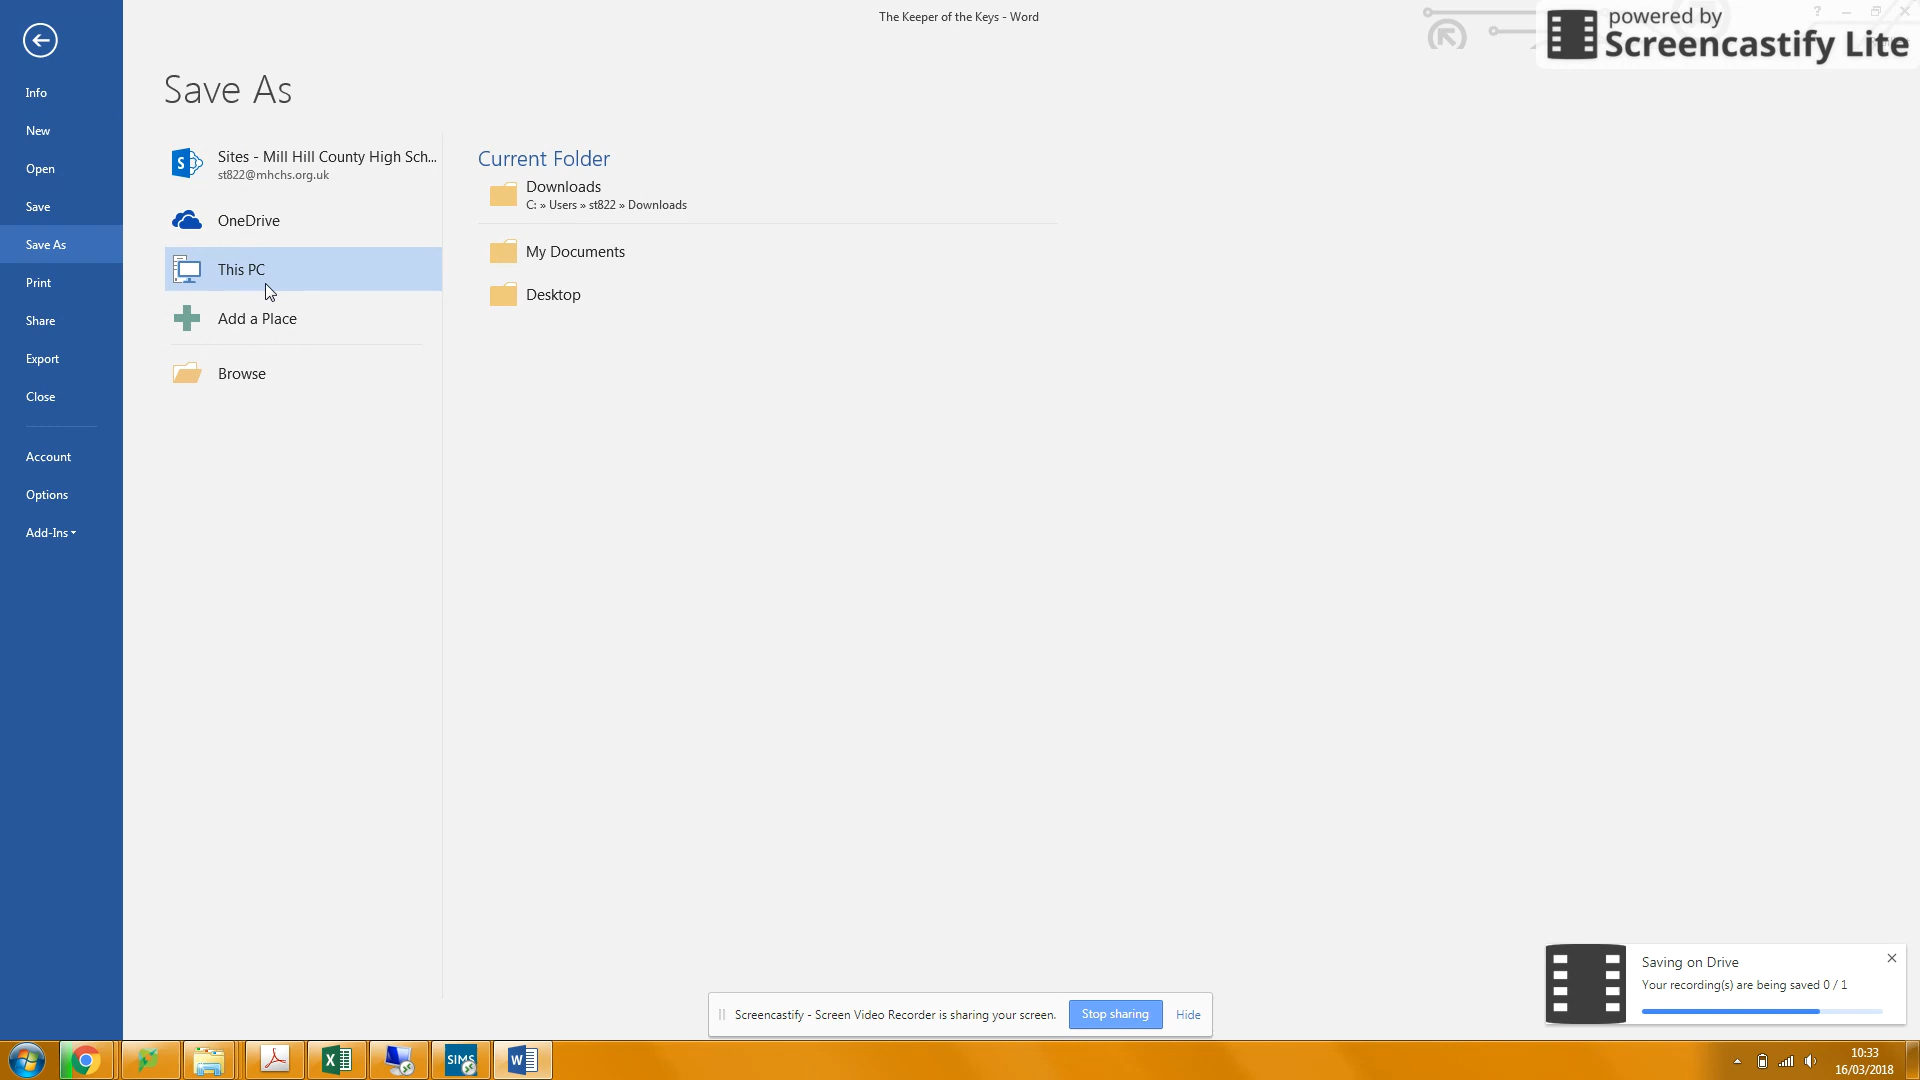 The Keeper of the Keys - Word
?
powered by
Screencastify Lite
Info
New
Open
Save
Save As
Print
Share
Export
Close
Account
Options
Add-Ins
Save As
S
Sites - Mill Hill County High Sch...
st822@mhchs.org.uk
OneDrive
This PC
Add a Place
Browse
Current Folder
Downloads
C: » Users » st822 » Downloads
My Documents
Desktop
Saving on Drive
Your recording(s) are being saved 0 / 1
Screencastify - Screen Video Recorder is sharing your screen.
Stop sharing
Hide
X
SIMS
W
10:33
16/03/2018